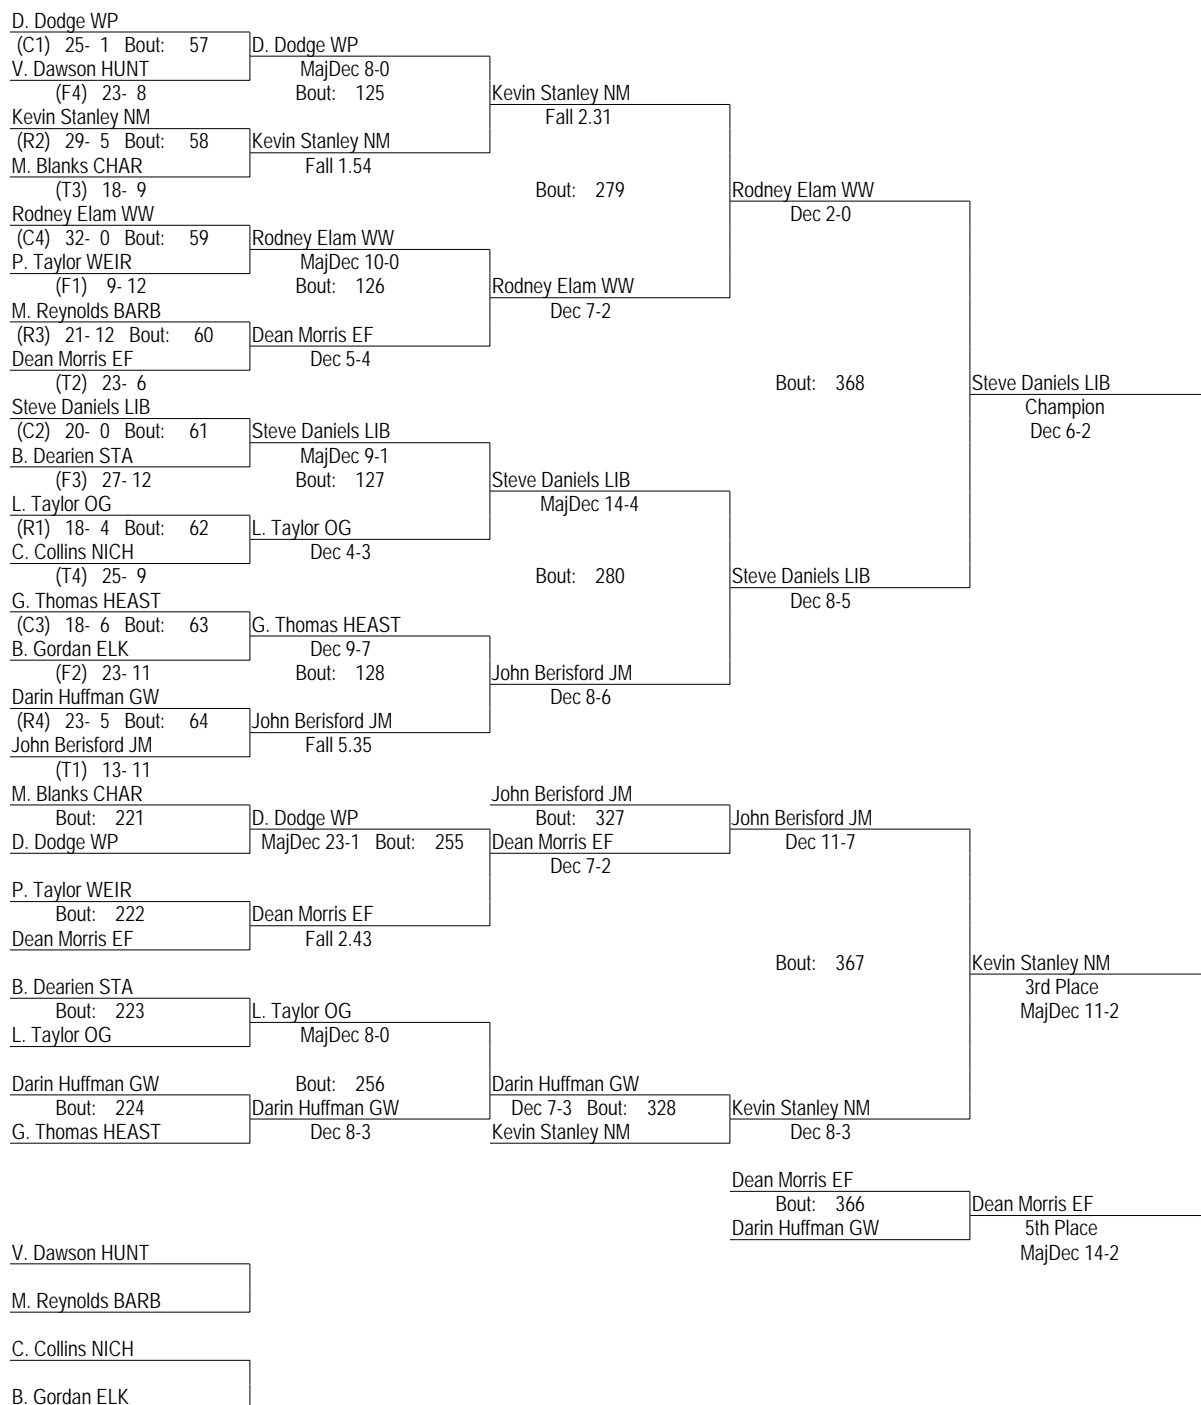 D. Dodge WP
(C1) 25- 1 Bout: 57 D. Dodge WP
V. Dawson HUNT MajDec 8-0
(F4) 23- 8 Bout: 125 Kevin Stanley NM
Kevin Stanley NM Fall 2.31
(R2) 29- 5 Bout: 58 Kevin Stanley NM
M. Blanks CHAR Fall 1.54
(T3) 18- 9 Bout: 279 Rodney Elam WW
Rodney Elam WW Dec 2-0
(C4) 32- 0 Bout: 59 Rodney Elam WW
P. Taylor WEIR MajDec 10-0
(F1) 9- 12 Bout: 126 Rodney Elam WW
M. Reynolds BARB Dec 7-2
(R3) 21- 12 Bout: 60 Dean Morris EF
Dean Morris EF Dec 5-4
(T2) 23- 6 Bout: 368 Steve Daniels LIB
Steve Daniels LIB Champion
(C2) 20- 0 Bout: 61 Steve Daniels LIB Dec 6-2
B. Dearien STA MajDec 9-1
(F3) 27- 12 Bout: 127 Steve Daniels LIB
L. Taylor OG MajDec 14-4
(R1) 18- 4 Bout: 62 L. Taylor OG
C. Collins NICH Dec 4-3
(T4) 25- 9 Bout: 280 Steve Daniels LIB
G. Thomas HEAST Dec 8-5
(C3) 18- 6 Bout: 63 G. Thomas HEAST
B. Gordan ELK Dec 9-7
(F2) 23- 11 Bout: 128 John Berisford JM
Darin Huffman GW Dec 8-6
(R4) 23- 5 Bout: 64 John Berisford JM
John Berisford JM Fall 5.35
(T1) 13- 11
M. Blanks CHAR John Berisford JM
Bout: 221 D. Dodge WP Bout: 327 John Berisford JM
D. Dodge WP MajDec 23-1 Bout: 255 Dean Morris EF Dec 11-7
Dec 7-2
P. Taylor WEIR
Bout: 222 Dean Morris EF
Dean Morris EF Fall 2.43
Bout: 367 Kevin Stanley NM
B. Dearien STA 3rd Place
Bout: 223 L. Taylor OG MajDec 11-2
L. Taylor OG MajDec 8-0
Darin Huffman GW Bout: 256 Darin Huffman GW
Bout: 224 Darin Huffman GW Dec 7-3 Bout: 328 Kevin Stanley NM
G. Thomas HEAST Dec 8-3 Kevin Stanley NM Dec 8-3
Dean Morris EF
Bout: 366 Dean Morris EF
Darin Huffman GW 5th Place
V. Dawson HUNT MajDec 14-2
M. Reynolds BARB
C. Collins NICH
B. Gordan ELK